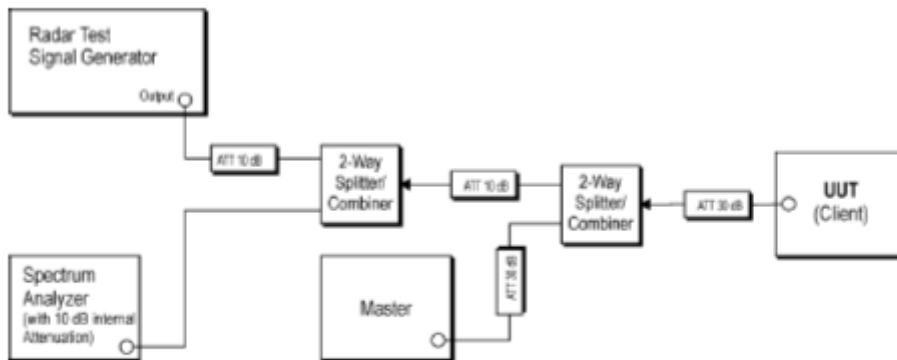 Radar Test
Signal Generator
Output
ATT 10 dB
2-Way
Splitter/
Combiner
ATT 10 dB
2-Way
Splitter/
Combiner
ATT 30 dB
UUT
(Client)
Spectrum
Analyzer
(with 10 dB internal
Attenuation)
Master
ATT 30 dB